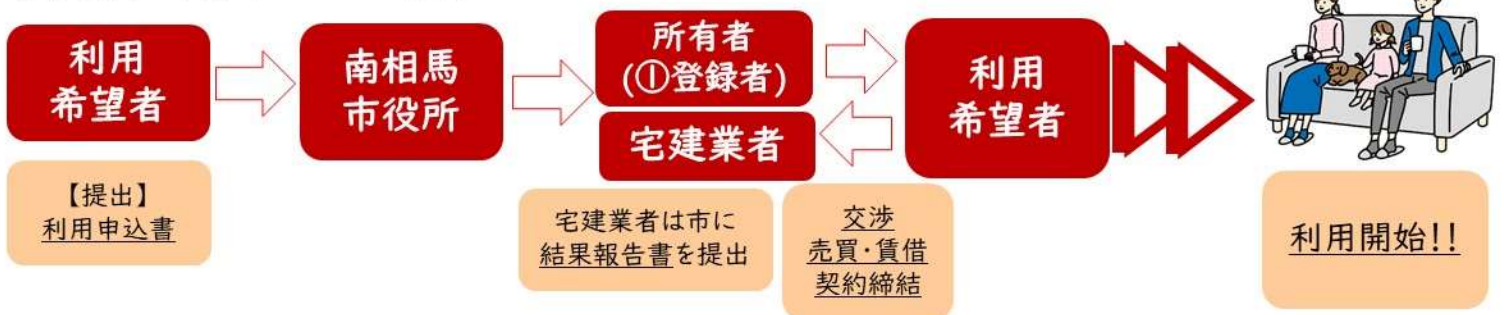 利用
希望者
南相馬
市役所
所有者
(①登録者)
宅建業者
利用
希望者
【提出】
利用申込書
宅建業者は市に
結果報告書を提出
交渉
売買・賃借
契約締結
利用開始!!